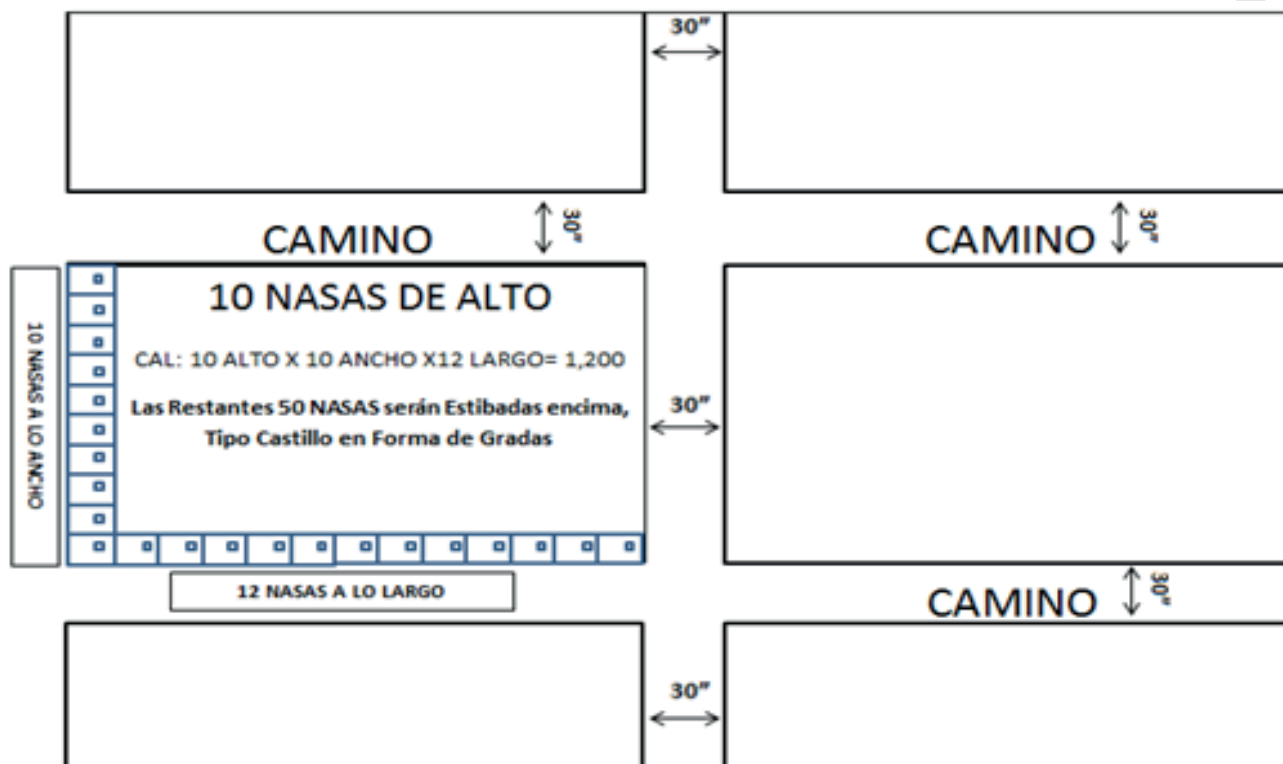 30"
30"
30"
CAMINO
CAMINO
10 NASAS A LO ANCHO
10 NASAS DE ALTO
CAL: 10 ALTO X 10 ANCHO X12 LARGO= 1,200
Las Restantes 50 NASAS serán Estibadas encima,
Tipo Castillo en Forma de Gradas
30"
12 NASAS A LO LARGO
30"
CAMINO
30"